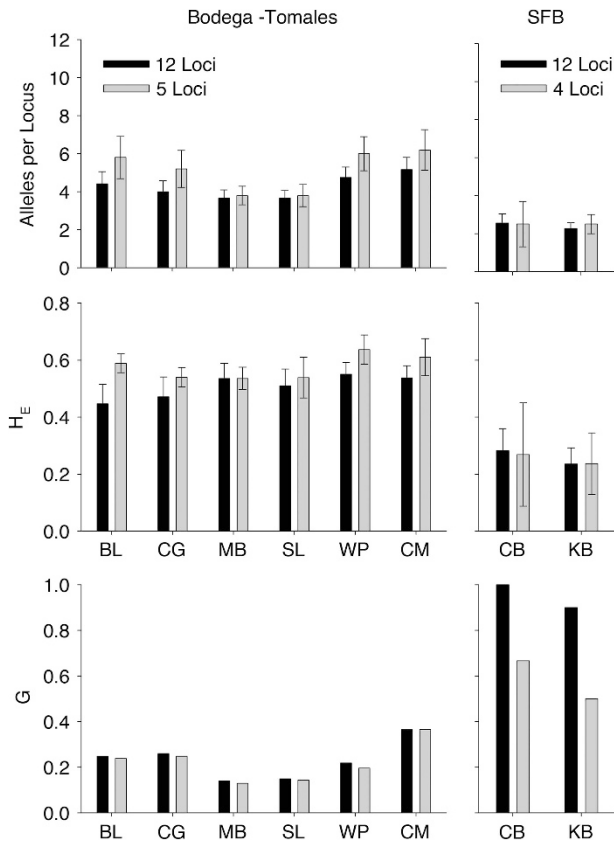 Bodega -Tomales
SFB
12
10
8
6
4
2
0
Alleles per Locus
12 Loci
5 Loci
12 Loci
4 Loci
0.8
0.6
0.4
0.2
0.0
HE
BL CG MB SL WP CM
CB KB
1.0
0.8
0.6
0.4
0.2
0.0
G
BL CG MB SL WP CM
CB KB